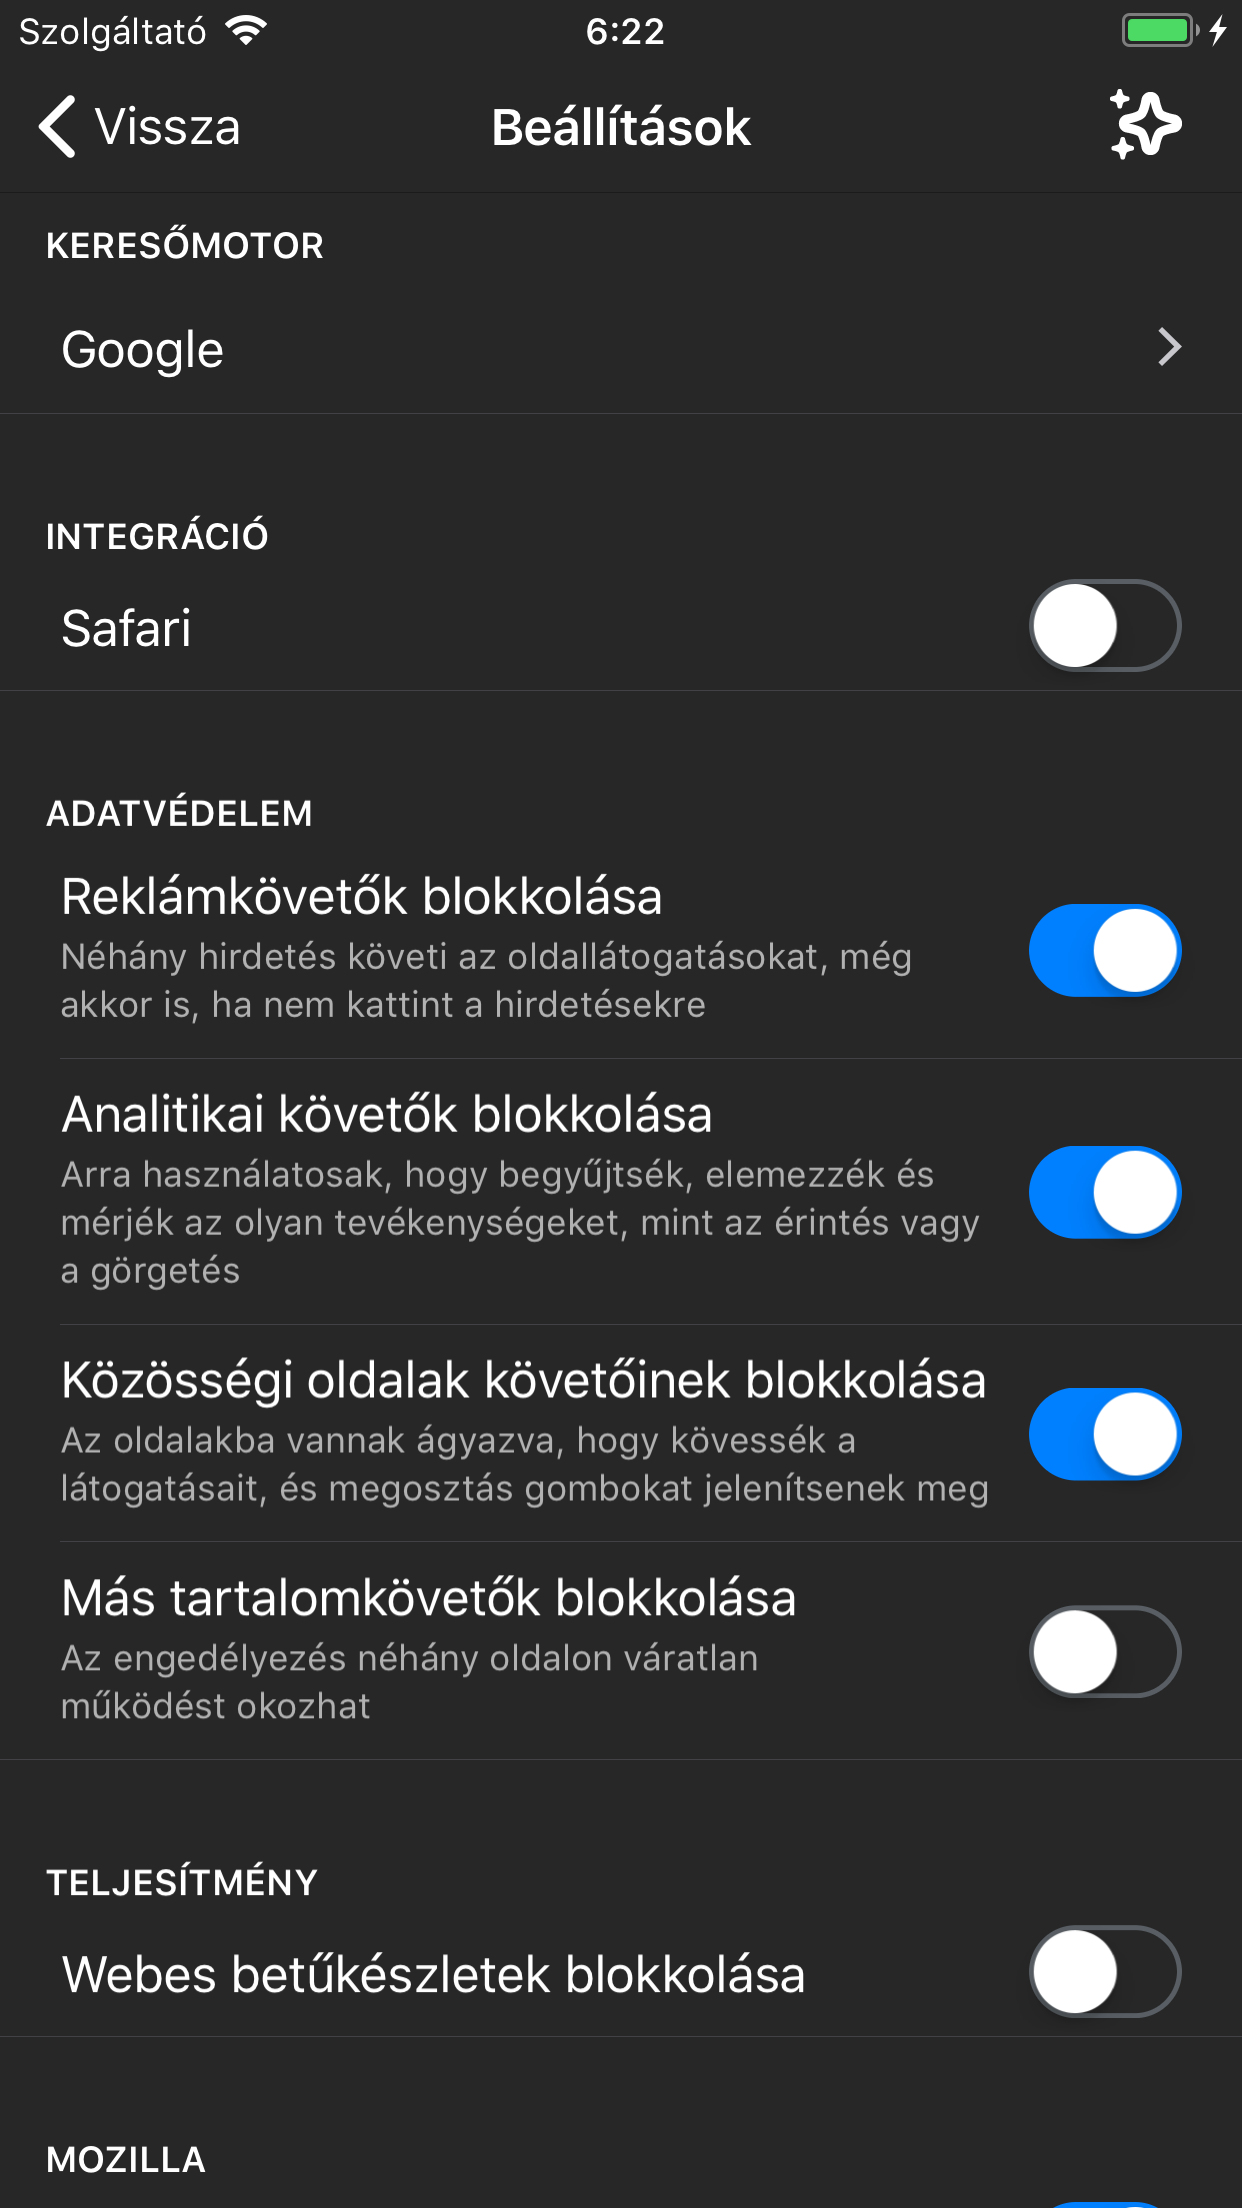 Szolgáltató
6:22
Vissza
Beállítások
KERESŐMOTOR
Google
INTEGRÁCIÓ
Safari
ADATVÉDELEM
Reklámkövetők blokkolása
Néhány hirdetés követi az oldallátogatásokat, még
akkor is, ha nem kattint a hirdetésekre
Analitikai követők blokkolása
Arra használatosak, hogy begyűjtsék, elemezzék és
mérjék az olyan tevékenységeket, mint az érintés vagy
a görgetés
Közösségi oldalak követőinek blokkolása
Az oldalakba vannak ágyazva, hogy kövessék a
látogatásait, és megosztás gombokat jelenítsenek meg
Más tartalomkövetők blokkolása
Az engedélyezés néhány oldalon váratlan
működést okozhat
TELJESÍTMÉNY
Webes betűkészletek blokkolása
MOZILLA